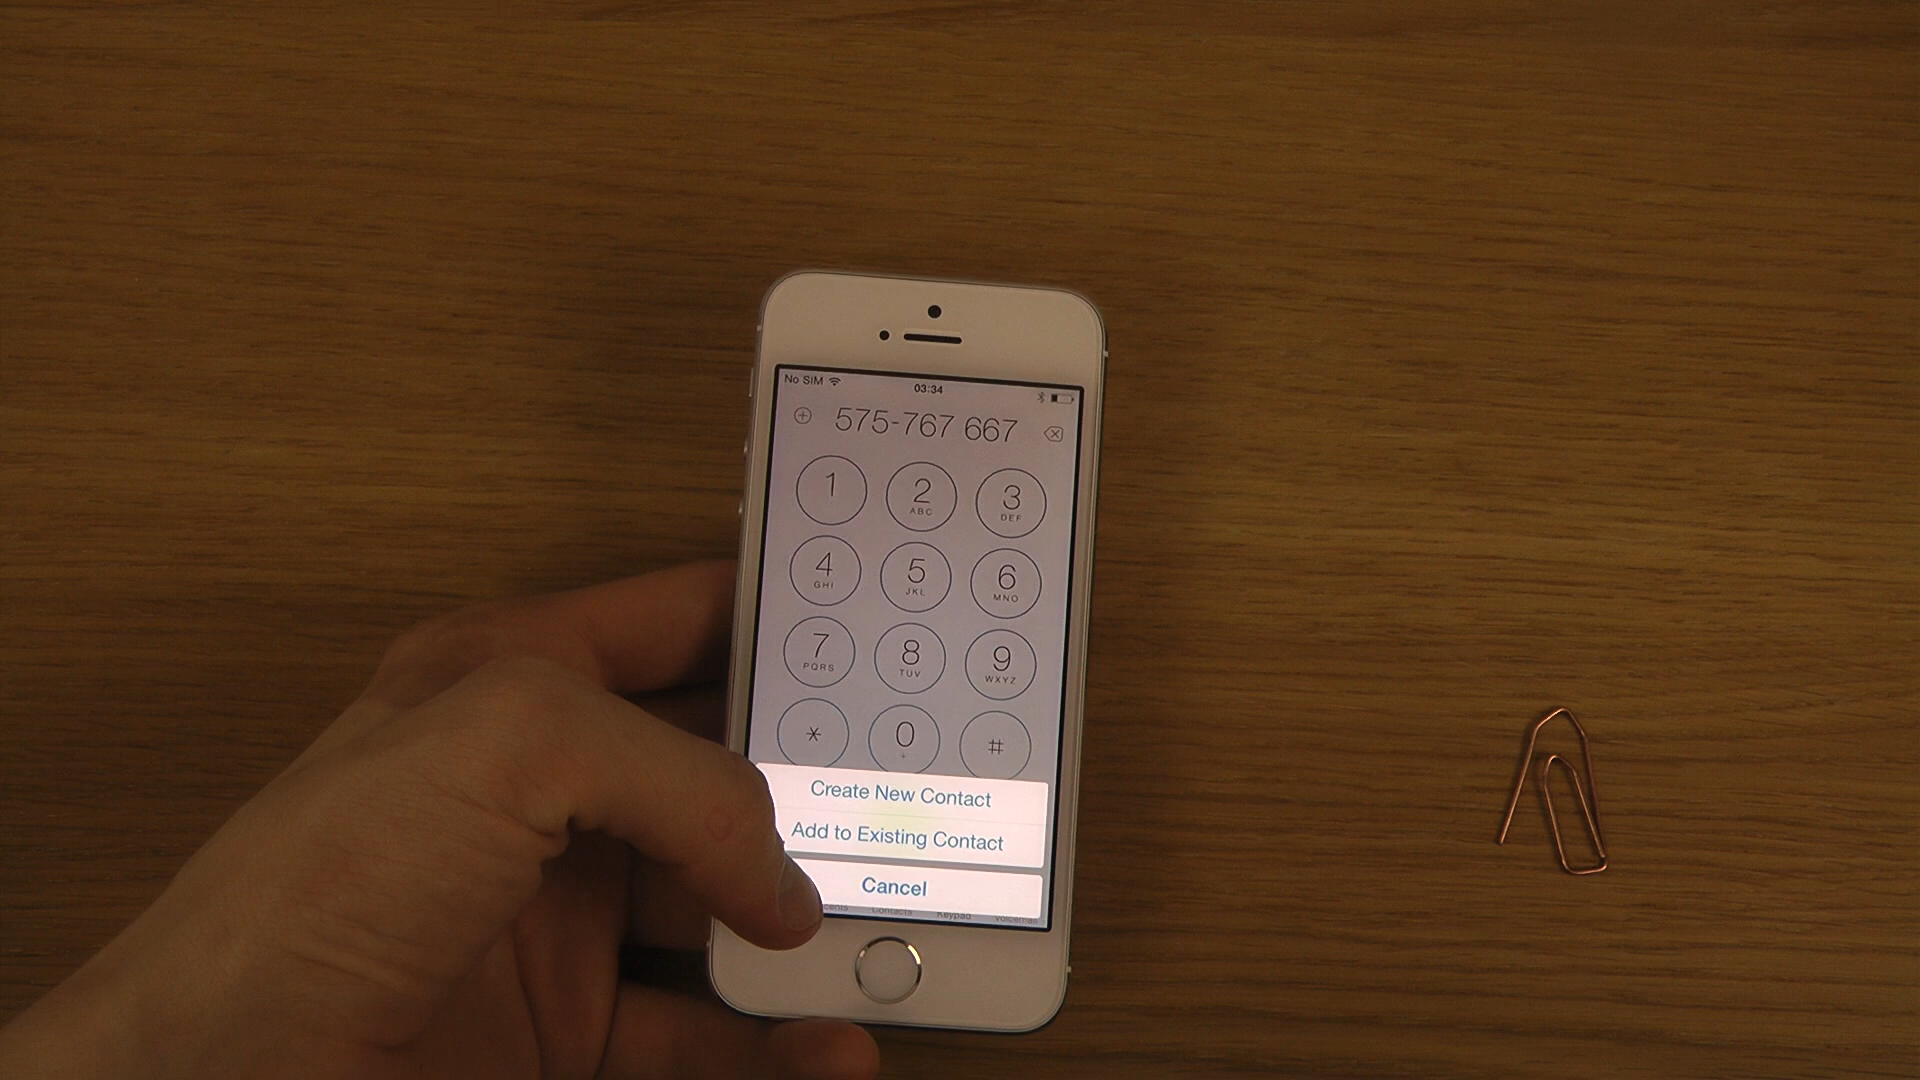 No SIM 03:34
575-767 667
1 2 3
ABC DEF
4 5 6
GHI JKL MNO
7 8 9
PQRS TUV WXYZ
* 0 #
+
Create New Contact
Add to Existing Contact
Cancel
Contacts Keypad